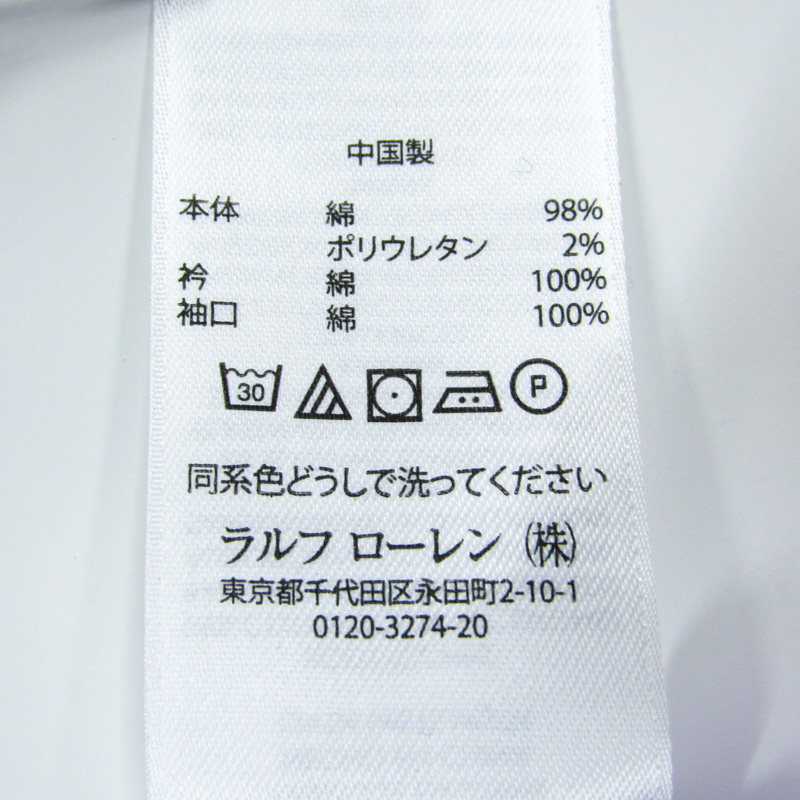 中国製
本体 綿 98%
ポリウレタン 2%
衿 綿 100%
袖口 綿 100%
30 P
同系色どうしで洗ってください
ラルフ ローレン ㈱
東京都千代田区永田町2-10-1
0120-3274-20